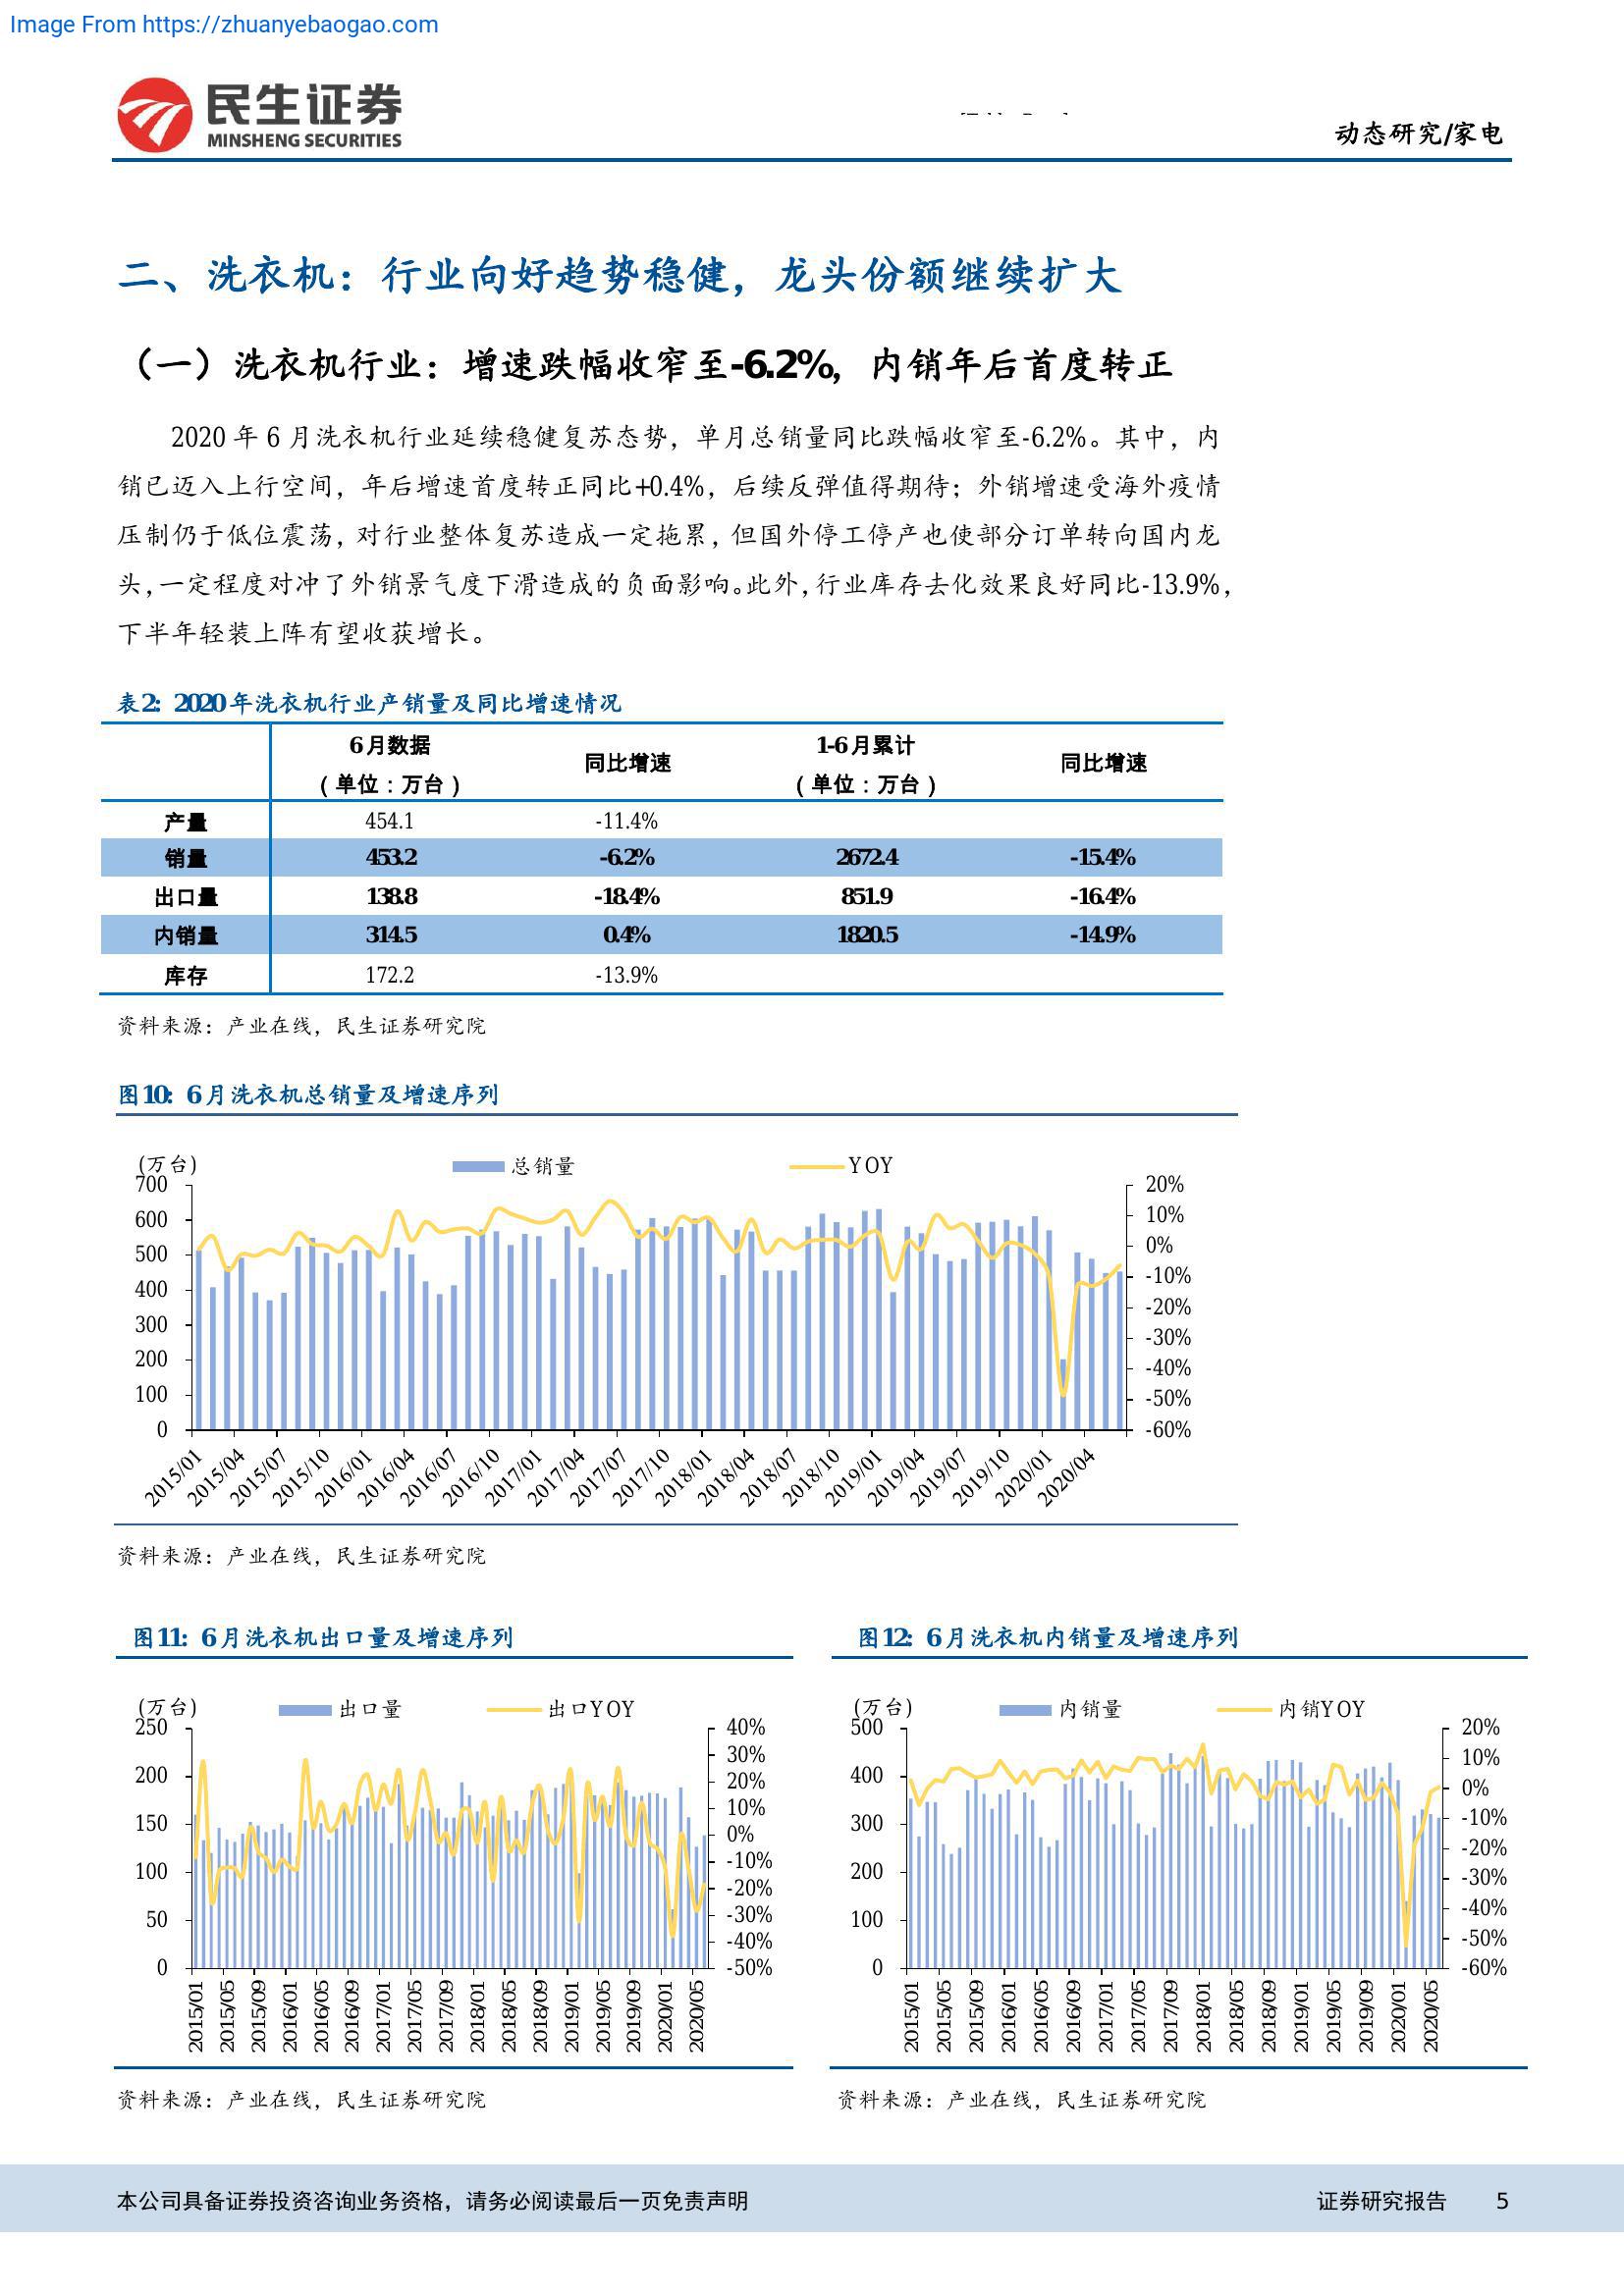 Image From https://zhuanyebaogao.com
民生证券
MINSHENG SECURITIES
动态研究/家电
二、洗衣机：行业向好趋势稳健，龙头份额继续扩大
（一）洗衣机行业：增速跌幅收窄至-6.2%，内销年后首度转正
2020 年 6 月洗衣机行业延续稳健复苏态势，单月总销量同比跌幅收窄至-6.2%。其中，内
销已迈入上行空间，年后增速首度转正同比+0.4%，后续反弹值得期待；外销增速受海外疫情
压制仍于低位震荡，对行业整体复苏造成一定拖累，但国外停工停产也使部分订单转向国内龙
头，一定程度对冲了外销景气度下滑造成的负面影响。此外，行业库存去化效果良好同比-13.9%，
下半年轻装上阵有望收获增长。
表2：2020年洗衣机行业产销量及同比增速情况
6月数据 （单位：万台） 同比增速 1-6月累计 （单位：万台） 同比增速
产量 454.1 -11.4%
销量 453.2 -6.2% 2672.4 -15.4%
出口量 138.8 -18.4% 851.9 -16.4%
内销量 314.5 0.4% 1820.5 -14.9%
库存 172.2 -13.9%
资料来源：产业在线，民生证券研究院
图10：6月洗衣机总销量及增速序列
(万台) 总销量 YOY
700 600 500 400 300 200 100 0
20% 10% 0% -10% -20% -30% -40% -50% -60%
2015/01 2015/04 2015/07 2015/10 2016/01 2016/04 2016/07 2016/10 2017/01 2017/04 2017/07 2017/10 2018/01 2018/04 2018/07 2018/10 2019/01 2019/04 2019/07 2019/10 2020/01 2020/04
资料来源：产业在线，民生证券研究院
图11：6月洗衣机出口量及增速序列
(万台) 出口量 出口YOY
250 200 150 100 50 0
40% 30% 20% 10% 0% -10% -20% -30% -40% -50%
2015/01 2015/05 2015/09 2016/01 2016/05 2016/09 2017/01 2017/05 2017/09 2018/01 2018/05 2018/09 2019/01 2019/05 2019/09 2020/01 2020/05
资料来源：产业在线，民生证券研究院
图12：6月洗衣机内销量及增速序列
(万台) 内销量 内销YOY
500 400 300 200 100 0
20% 10% 0% -10% -20% -30% -40% -50% -60%
2015/01 2015/05 2015/09 2016/01 2016/05 2016/09 2017/01 2017/05 2017/09 2018/01 2018/05 2018/09 2019/01 2019/05 2019/09 2020/01 2020/05
资料来源：产业在线，民生证券研究院
本公司具备证券投资咨询业务资格，请务必阅读最后一页免责声明
证券研究报告 5